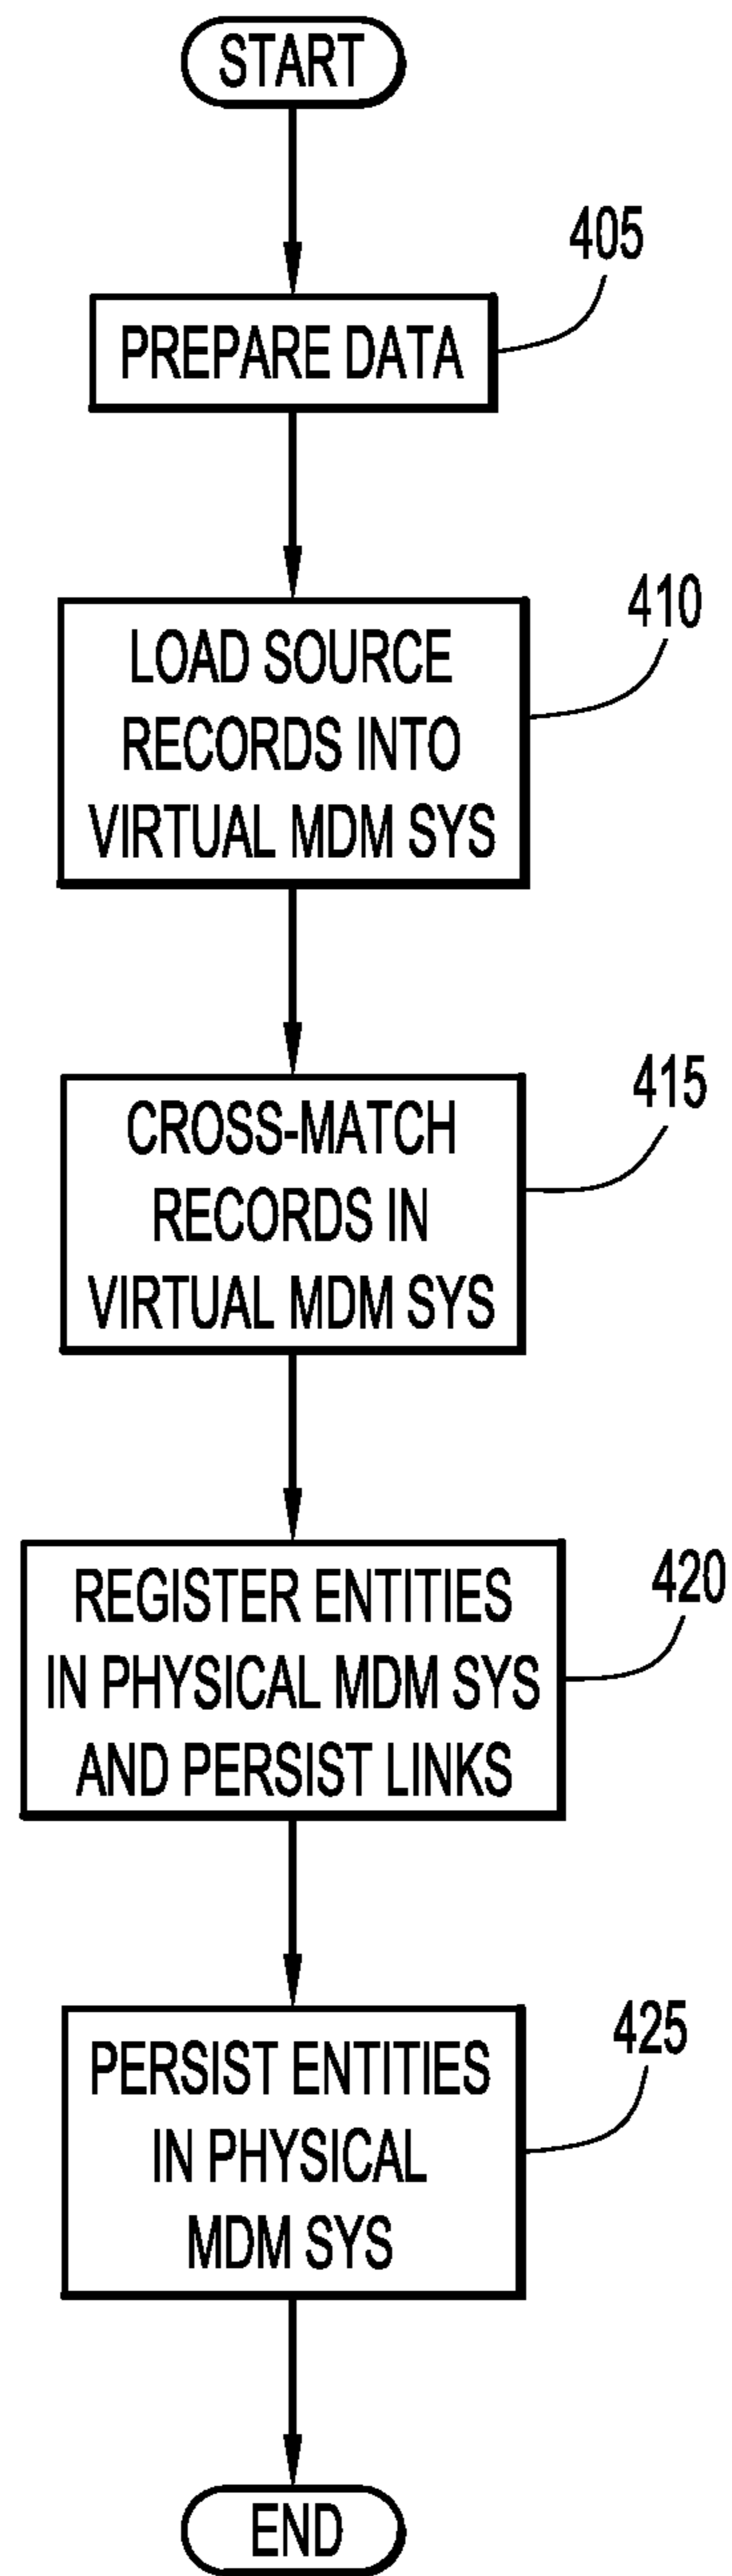 START
405
PREPARE DATA
410
LOAD SOURCE
RECORDS INTO
VIRTUAL MDM SYS
415
CROSS-MATCH
RECORDS IN
VIRTUAL MDM SYS
420
REGISTER ENTITIES
IN PHYSICAL MDM SYS
AND PERSIST LINKS
425
PERSIST ENTITIES
IN PHYSICAL
MDM SYS
END